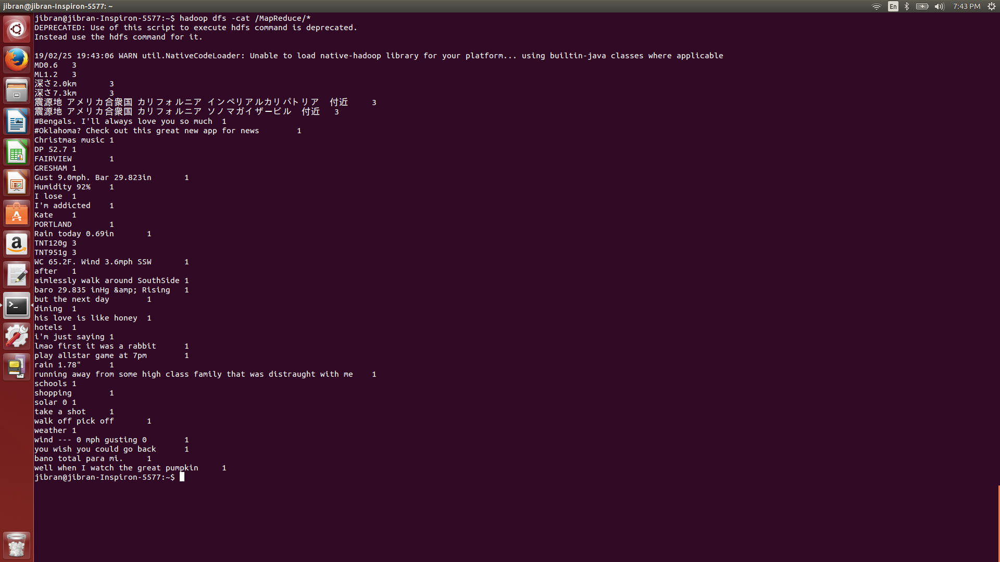 jibran@jibran-Inspiron-5577: ~
En
7:43 PM
jibran@jibran-Inspiron-5577:~$ hadoop dfs -cat /MapReduce/*
DEPRECATED: Use of this script to execute hdfs command is deprecated.
Instead use the hdfs command for it.
19/02/25 19:43:06 WARN util.NativeCodeLoader: Unable to load native-hadoop library for your platform... using builtin-java classes where applicable
MD0.6 3
ML1.2 3
深さ2.0km 3
深さ7.3km 3
震源地 アメリカ合衆国 カリフォルニア インペリアルカリパトリア 付近 3
震源地 アメリカ合衆国 カリフォルニア ソノマガイザービル 付近 3
#Bengals. I'll always love you so much 1
#Oklahoma? Check out this great new app for news 1
Christmas music 1
DP 52.7 1
FAIRVIEW 1
GRESHAM 1
Gust 9.0mph. Bar 29.823in 1
Humidity 92% 1
I lose 1
I'm addicted 1
Kate 1
PORTLAND 1
Rain today 0.69in 1
TNT120g 3
TNT951g 3
WC 65.2F. Wind 3.6mph SSW 1
after 1
aimlessly walk around SouthSide 1
baro 29.835 inHg &amp; Rising 1
but the next day 1
dining 1
his love is like honey 1
hotels 1
i'm just saying 1
lmao first it was a rabbit 1
play allstar game at 7pm 1
rain 1.78" 1
running away from some high class family that was distraught with me 1
schools 1
shopping 1
solar 0 1
take a shot 1
walk off pick off 1
weather 1
wind --- 0 mph gusting 0 1
you wish you could go back 1
bano total para mi. 1
well when I watch the great pumpkin 1
jibran@jibran-Inspiron-5577:~$